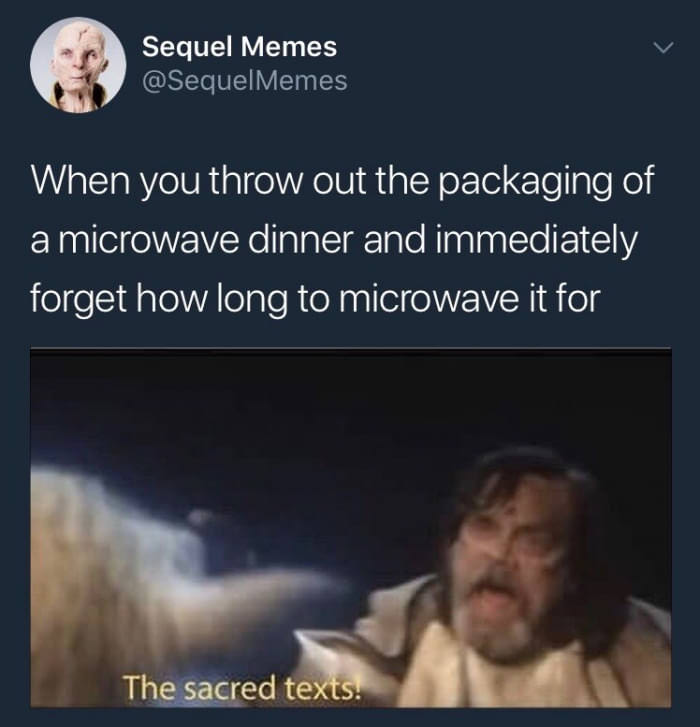 Sequel Memes
@SequelMemes
When you throw out the packaging of
a microwave dinner and immediately
forget how long to microwave it for
The sacred texts!